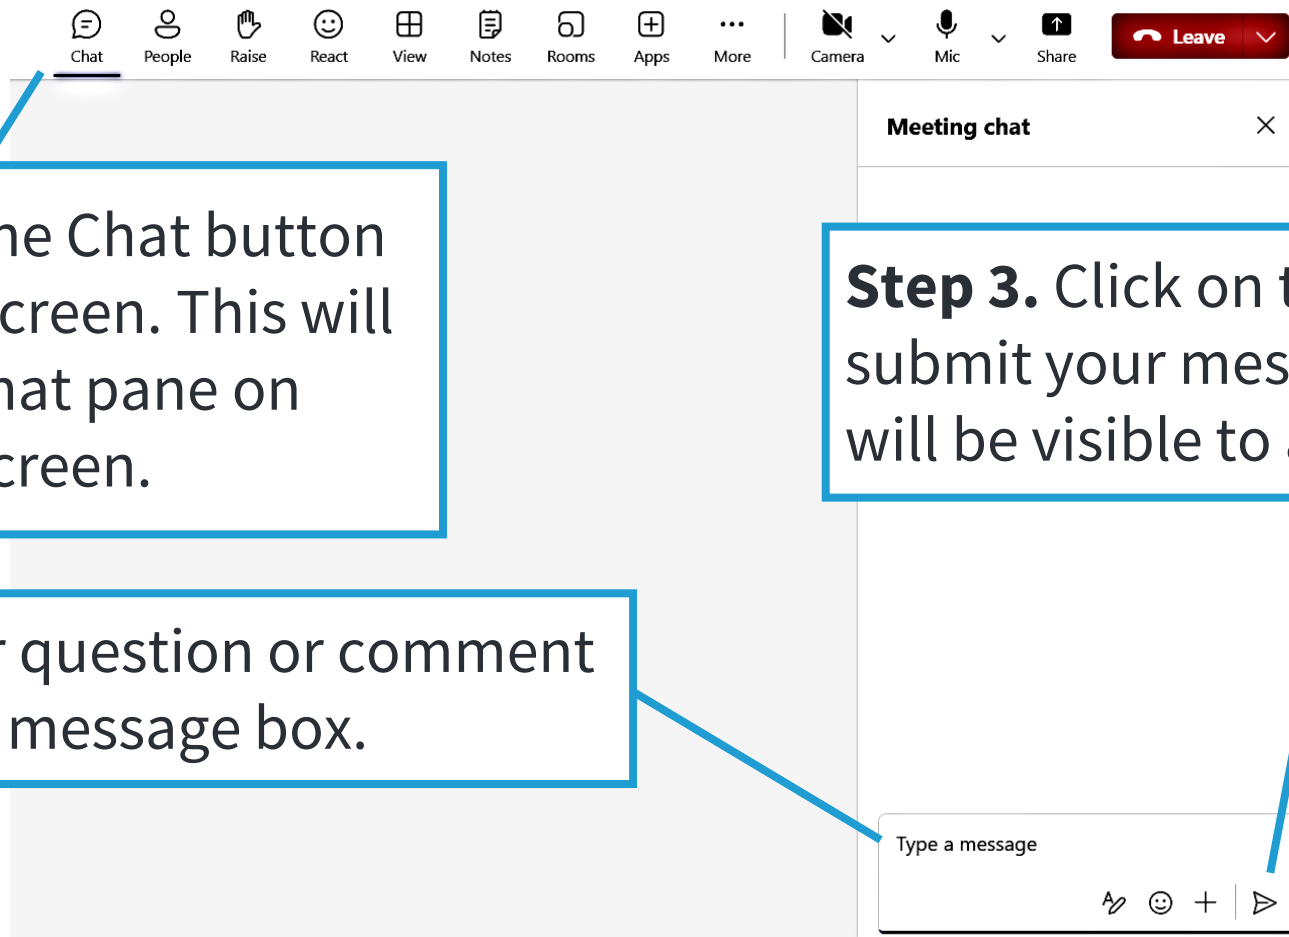 Chat People Raise React View Notes Rooms Apps More Camera Mic Share Leave
Meeting chat
he Chat button
creen. This will
hat pane on
creen.
Step 3. Click on t
submit your mes
will be visible to
r question or comment
message box.
Type a message